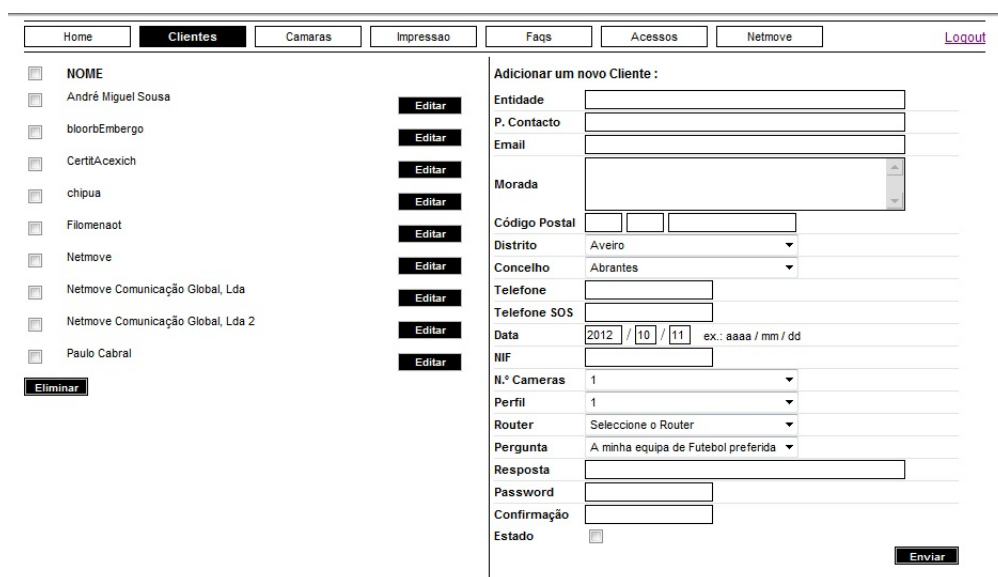 Home Clientes Camaras Impressao Faqs Acessos Netmove Logout
NOME
André Miguel Sousa Editar
bloorbEmbergo Editar
CertitAcexich Editar
chipua Editar
Filomenaot Editar
Netmove Editar
Netmove Comunicação Global, Lda Editar
Netmove Comunicação Global, Lda 2 Editar
Paulo Cabral Editar
Eliminar
Adicionar um novo Cliente :
Entidade
P. Contacto
Email
Morada
Código Postal
Distrito Aveiro
Concelho Abrantes
Telefone
Telefone SOS
Data 2012 / 10 / 11 ex.: aaaa / mm / dd
NIF
N.º Cameras 1
Perfil 1
Router Seleccione o Router
Pergunta A minha equipa de Futebol preferida
Resposta
Password
Confirmação
Estado
Enviar